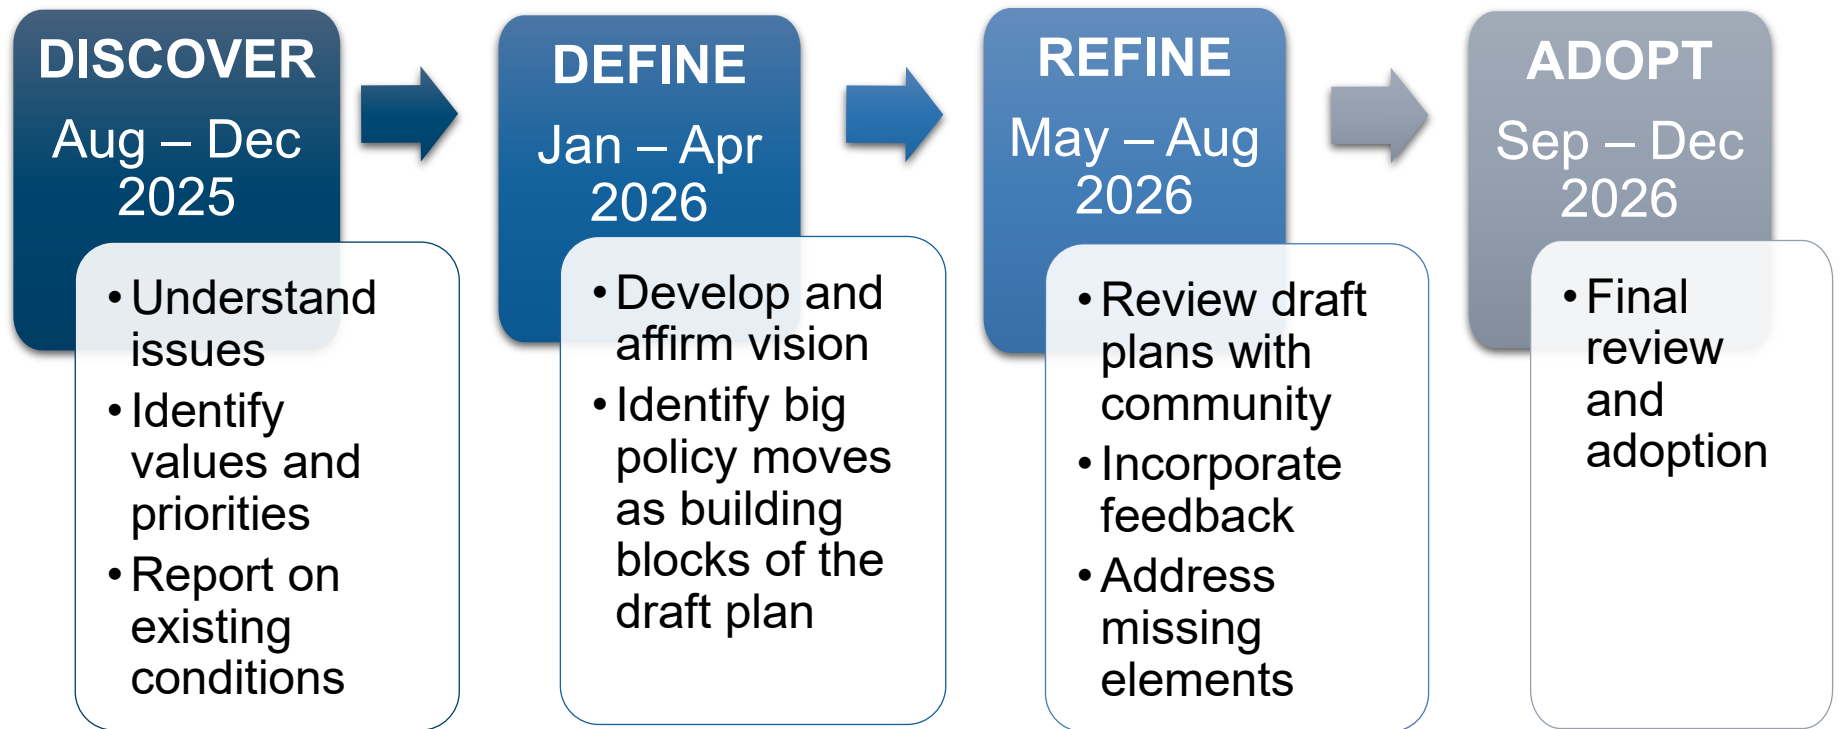 DISCOVER
Aug – Dec
2025
• Understand
issues
• Identify
values and
priorities
• Report on
existing
conditions
DEFINE
Jan – Apr
2026
• Develop and
affirm vision
• Identify big
policy moves
as building
blocks of the
draft plan
REFINE
May – Aug
2026
• Review draft
plans with
community
• Incorporate
feedback
• Address
missing
elements
ADOPT
Sep – Dec
2026
• Final
review
and
adoption